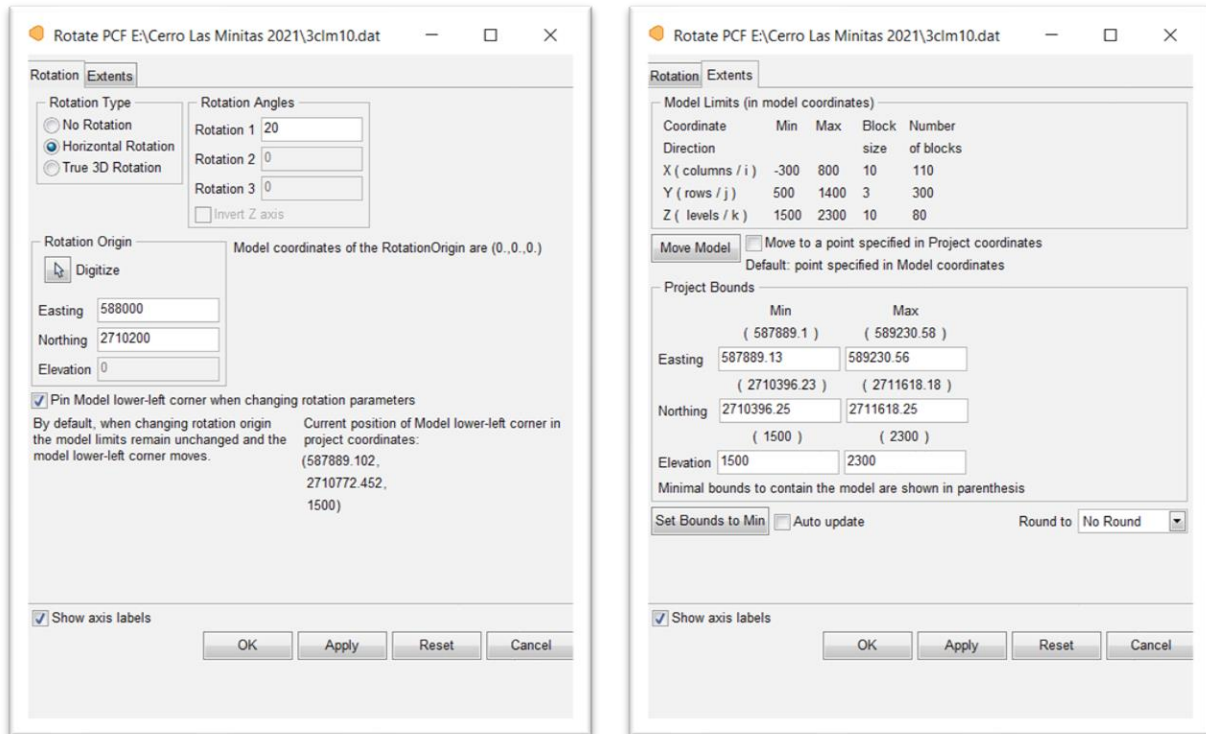 Rotate PCF E:\Cerro Las Minitas 2021\3clm10.dat
Rotation Extents
Rotation Type
No Rotation
Horizontal Rotation
True 3D Rotation
Rotation Angles
Rotation 1 20
Rotation 2 0
Rotation 3 0
Invert Z axis
Rotation Origin
Digitize
Easting 588000
Northing 2710200
Elevation 0
Model coordinates of the RotationOrigin are (0.,0.,0.)
Pin Model lower-left corner when changing rotation parameters
By default, when changing rotation origin
the model limits remain unchanged and the
model lower-left corner moves.
Current position of Model lower-left corner in
project coordinates:
(587889.102,
2710772.452,
1500)
Show axis labels
OK Apply Reset Cancel
Rotate PCF E:\Cerro Las Minitas 2021\3clm10.dat
Rotation Extents
Model Limits (in model coordinates)
Coordinate Min Max Block Number
Direction size of blocks
X ( columns / i ) -300 800 10 110
Y ( rows / j ) 500 1400 3 300
Z ( levels / k ) 1500 2300 10 80
Move Model Move to a point specified in Project coordinates
Default: point specified in Model coordinates
Project Bounds
Min Max
( 587889.1 ) ( 589230.58 )
Easting 587889.13 589230.56
( 2710396.23 ) ( 2711618.18 )
Northing 2710396.25 2711618.25
( 1500 ) ( 2300 )
Elevation 1500 2300
Minimal bounds to contain the model are shown in parenthesis
Set Bounds to Min Auto update Round to No Round
Show axis labels
OK Apply Reset Cancel